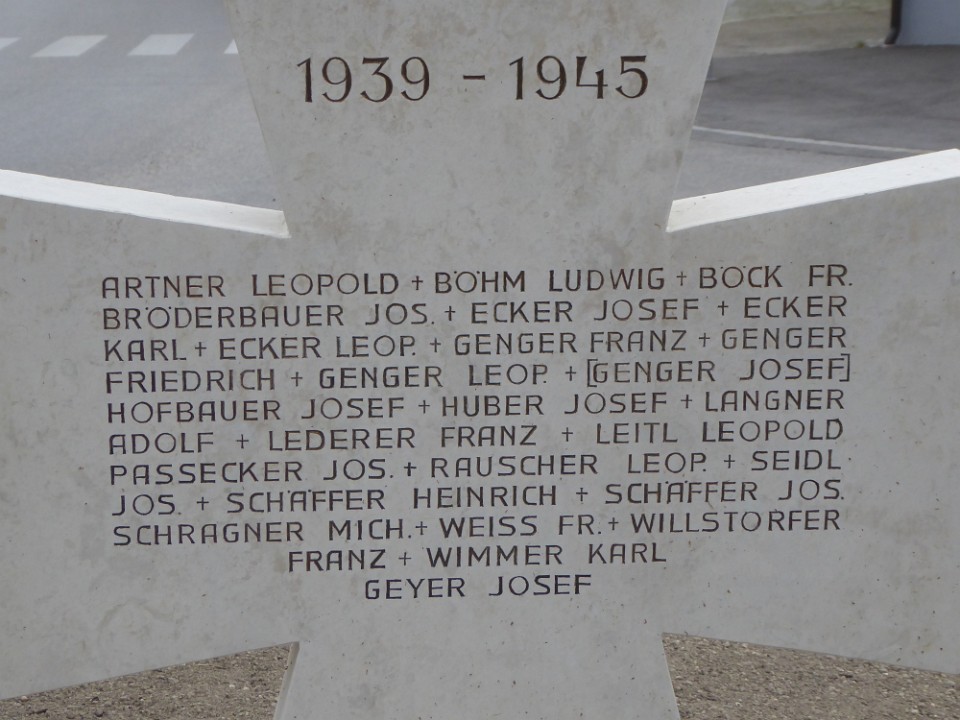 1939 - 1945
ARTNER LEOPOLD + BÖHM LUDWIG + BÖCK FR.
BRÖDERBAUER JOS. + ECKER JOSEF + ECKER
KARL + ECKER LEOP. + GENGER FRANZ + GENGER
FRIEDRICH + GENGER LEOP. + [GENGER JOSEF]
HOFBAUER JOSEF + HUBER JOSEF + LANGNER
ADOLF + LEDERER FRANZ + LEITL LEOPOLD
PASSECKER JOS. + RAUSCHER LEOP. + SEIDL
JOS. + SCHÄFFER HEINRICH + SCHÄFFER JOS.
SCHRAGNER MICH. + WEISS FR. + WILLSTORFER
FRANZ + WIMMER KARL
GEYER JOSEF